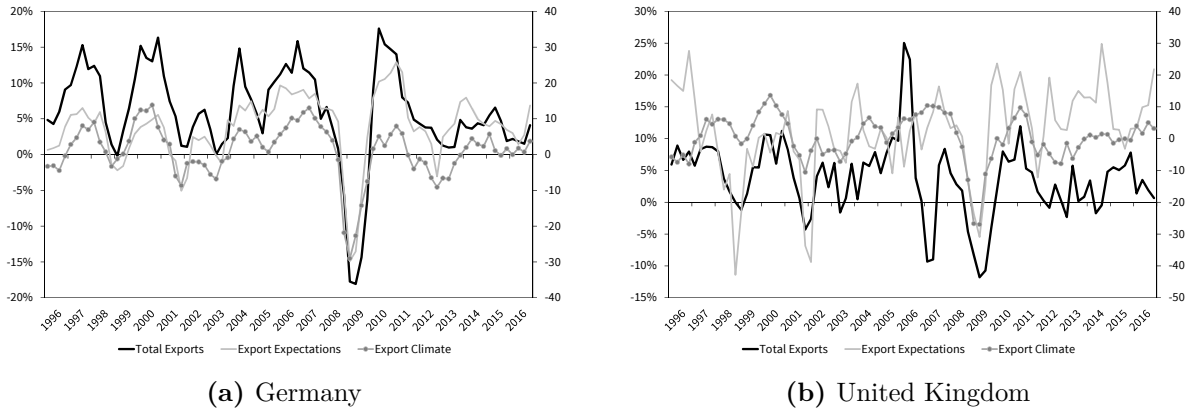 20% 40 30% 40
15% 30 25% 30
10% 20 20% 20
5% 10 15% 10
0% 0 10% 0
-5% -10 5% -10
-10% -20 0% -20
-15% -30 -5% -30
-20% -40 -10% -40
-15% -50
1996 1997 1998 1999 2000 2001 2002 2003 2004 2005 2006 2007 2008 2009 2010 2011 2012 2013 2014 2015 2016
1996 1997 1998 1999 2000 2001 2002 2003 2004 2005 2006 2007 2008 2009 2010 2011 2012 2013 2014 2015 2016
Total Exports Export Expectations Export Climate
Total Exports Export Expectations Export Climate
(a) Germany
(b) United Kingdom